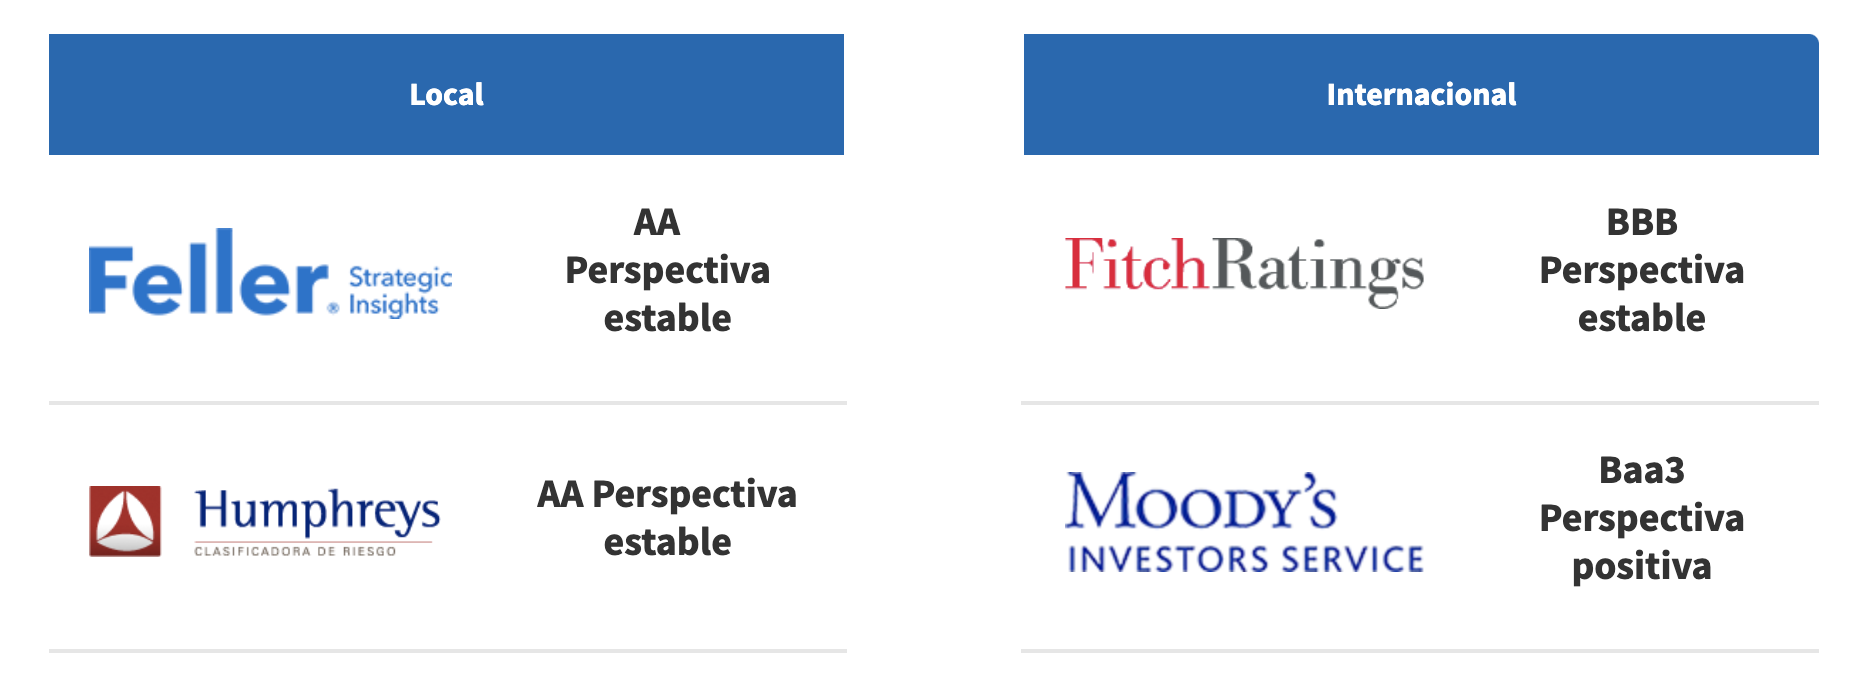 Local
Feller® Strategic
Insights
AA
Perspectiva
estable
Humphreys
CLASIFICADORA DE RIESGO
AA Perspectiva
estable
Internacional
FitchRatings
BBB
Perspectiva
estable
MOODY'S
INVESTORS SERVICE
Baa3
Perspectiva
positiva